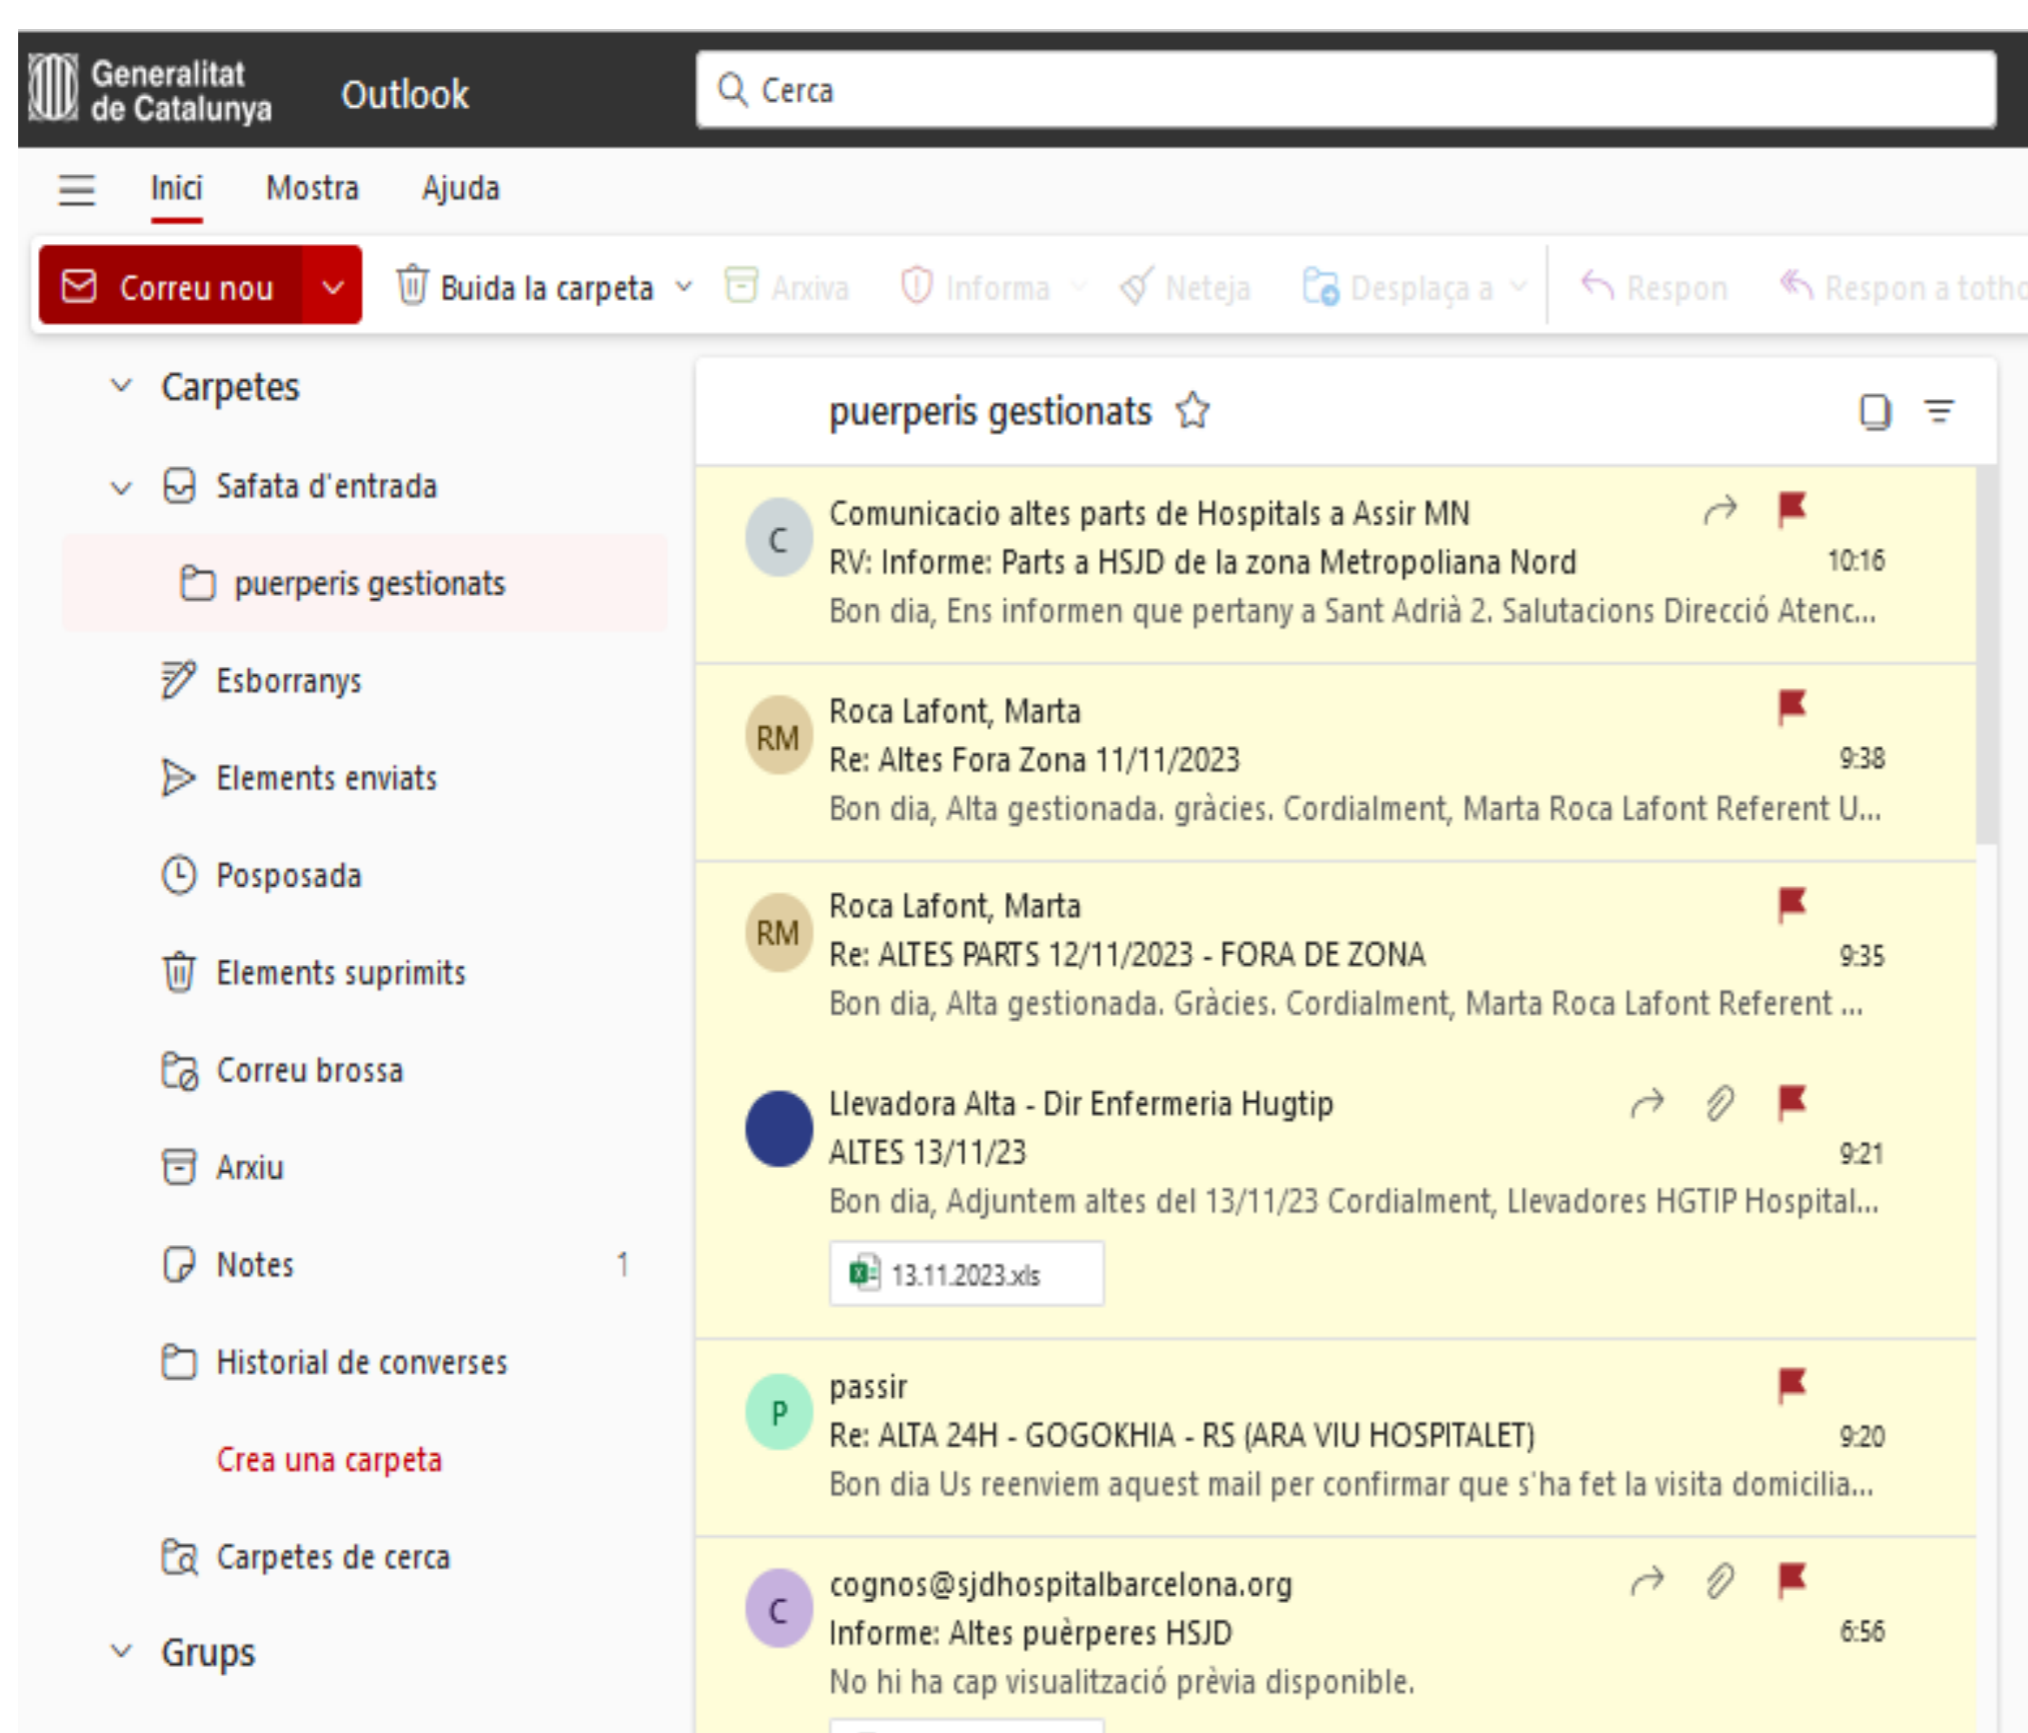 Generalitat
de Catalunya
Outlook
Cerca
Inici Mostra Ajuda
Correu nou Buida la carpeta Arxiva Informa Neteja Desplaça a Respon Respon a totho
Carpetes
Safata d'entrada
puerperis gestionats
Esborranys
Elements enviats
Posposada
Elements suprimits
Correu brossa
Arxiu
Notes 1
Historial de converses
Crea una carpeta
Carpetes de cerca
Grups
puerperis gestionats
C
Comunicacio altes parts de Hospitals a Assir MN
RV: Informe: Parts a HSJD de la zona Metropoliana Nord 10:16
Bon dia, Ens informen que pertany a Sant Adrià 2. Salutacions Direcció Atenc...
RM
Roca Lafont, Marta
Re: Altes Fora Zona 11/11/2023 9:38
Bon dia, Alta gestionada. gràcies. Cordialment, Marta Roca Lafont Referent U...
RM
Roca Lafont, Marta
Re: ALTES PARTS 12/11/2023 - FORA DE ZONA 9:35
Bon dia, Alta gestionada. Gràcies. Cordialment, Marta Roca Lafont Referent ...
Llevadora Alta - Dir Enfermeria Hugtip
ALTES 13/11/23 9:21
Bon dia, Adjuntem altes del 13/11/23 Cordialment, Llevadores HGTIP Hospital...
13.11.2023.xls
P
passir
Re: ALTA 24H - GOGOKHIA - RS (ARA VIU HOSPITALET) 9:20
Bon dia Us reenviem aquest mail per confirmar que s'ha fet la visita domicilia...
C
cognos@sjdhospitalbarcelona.org
Informe: Altes puèrperes HSJD 6:56
No hi ha cap visualització prèvia disponible.